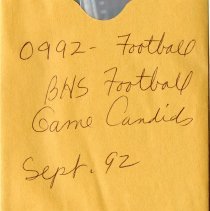 0992- Football
BHS Football
Game Candids
Sept. 92